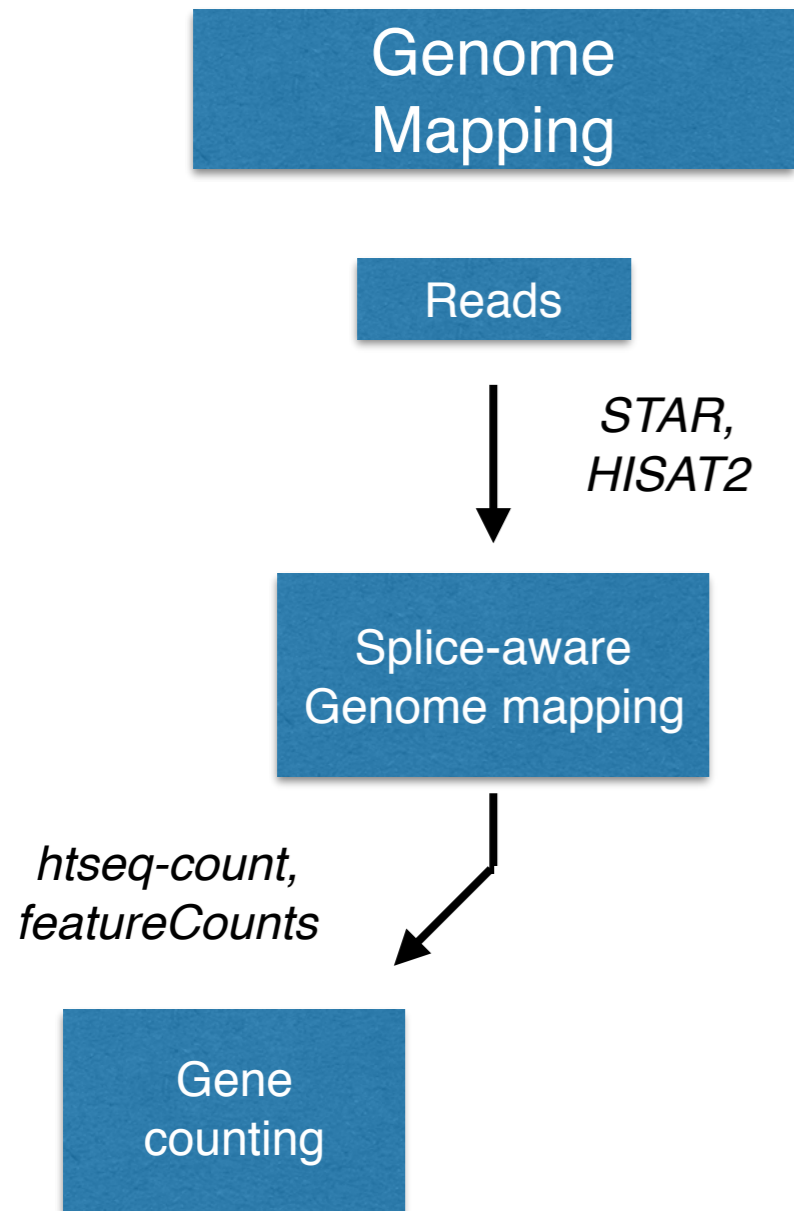 Genome
Mapping
Reads
STAR,
HISAT2
Splice-aware
Genome mapping
htseq-count,
featureCounts
Gene
counting